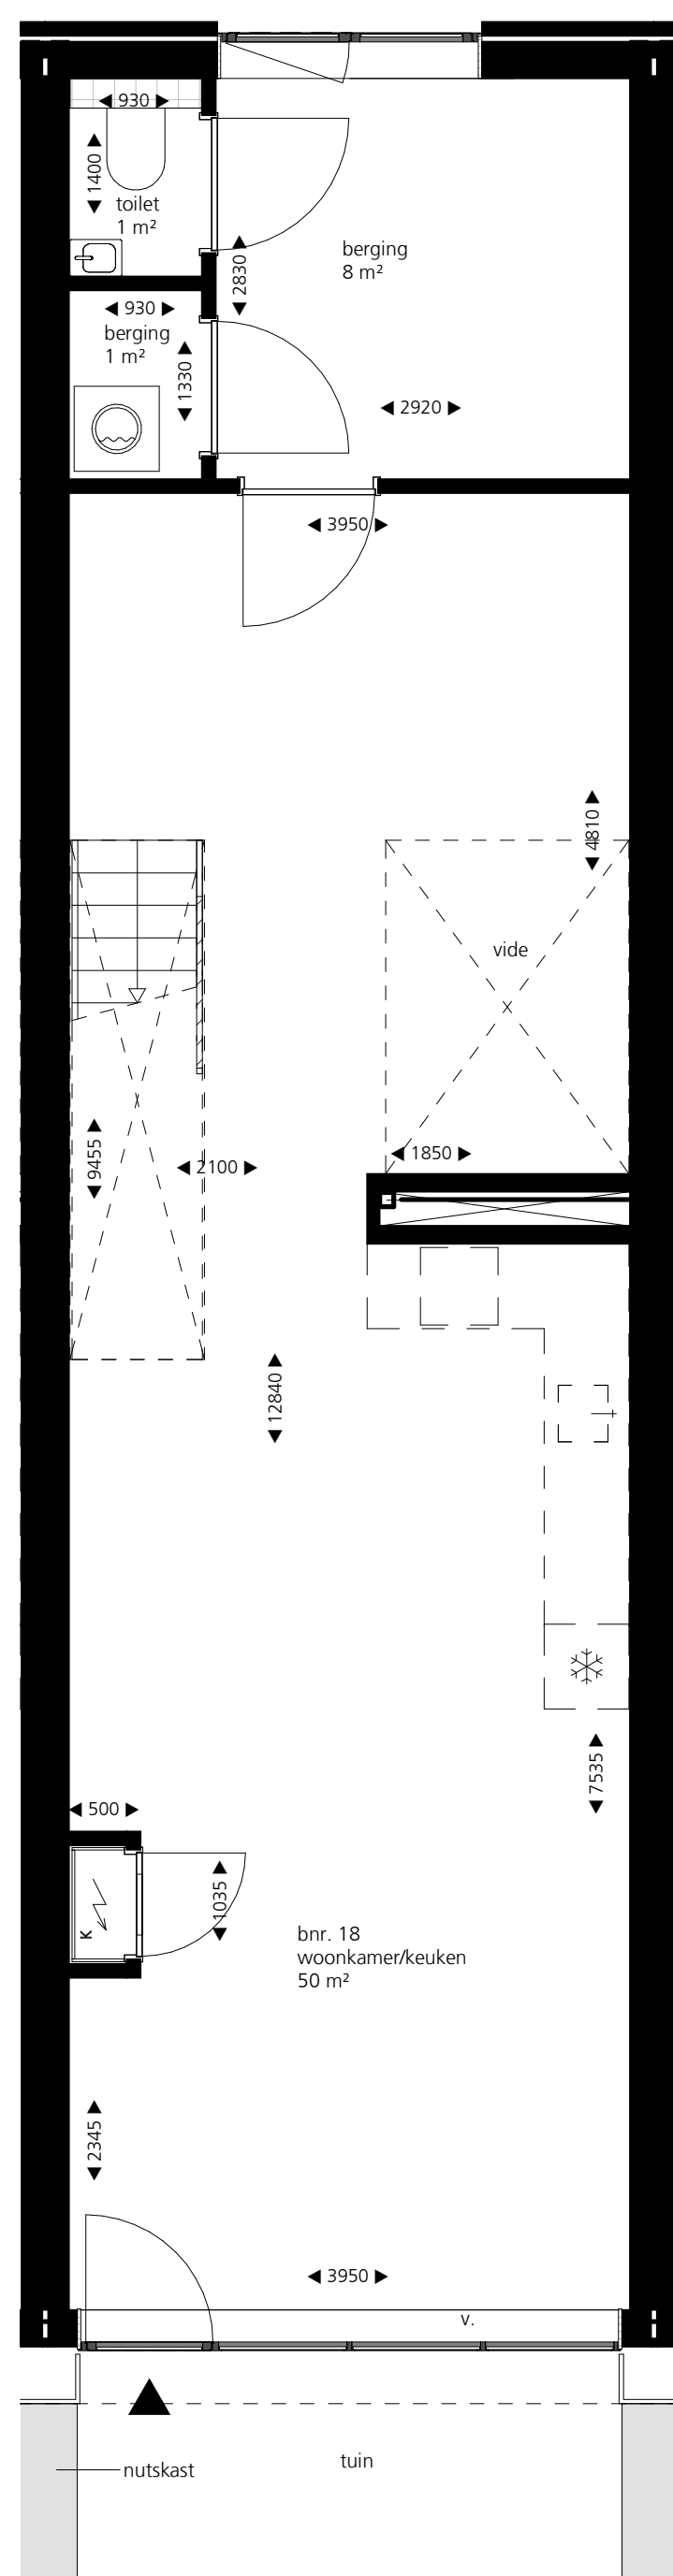 930
1400
toilet
1 m²
berging
8 m²
2830
930
berging
1 m²
1330
2920
3950
4810
vide
9455
2100
1850
12840
7535
500
K
1035
bnr. 18
woonkamer/keuken
50 m²
2345
3950
v.
tuin
nutskast